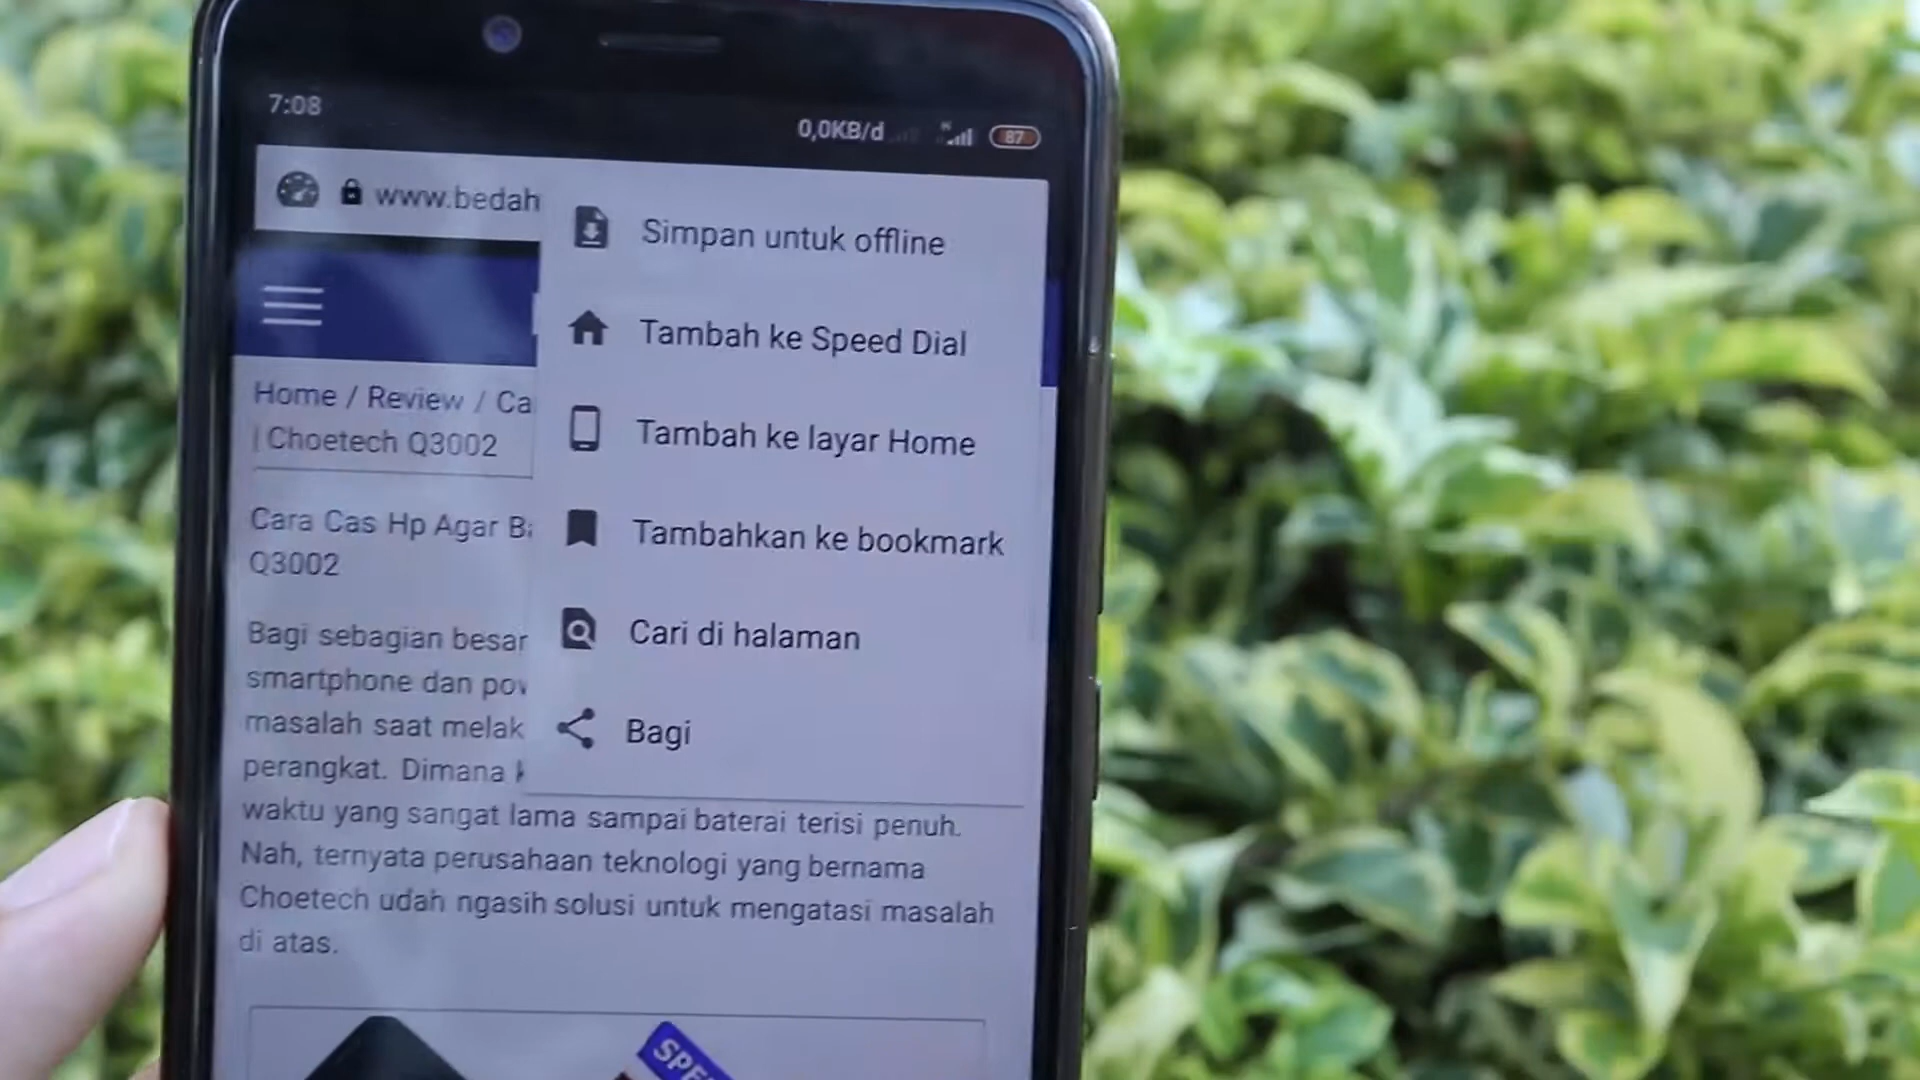 7:08
0,0KB/d
87
www.bedah
Simpan untuk offline
Tambah ke Speed Dial
Tambah ke layar Home
Tambahkan ke bookmark
Cari di halaman
Bagi
Home / Review / Ca
| Choetech Q3002
Cara Cas Hp Agar
Q3002
Bagi sebagian besar
smartphone dan
masalah saat melak
perangkat. Dimana
waktu yang sangat lama sampai baterai terisi penuh.
Nah, ternyata perusahaan teknologi yang bernama
Choetech udah ngasih solusi untuk mengatasi masalah
di atas.
SPE